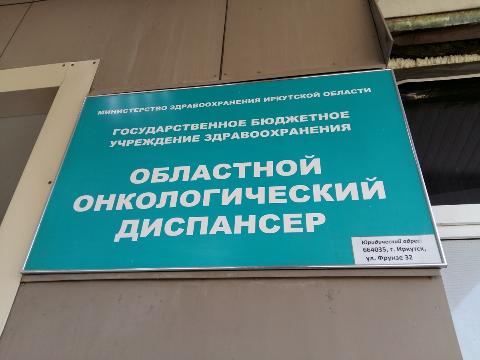 МИНИСТЕРСТВО ЗДРАВООХРАНЕНИЯ ИРКУТСКОЙ ОБЛАСТИ
ГОСУДАРСТВЕННОЕ БЮДЖЕТНОЕ
УЧРЕЖДЕНИЕ ЗДРАВООХРАНЕНИЯ
ОБЛАСТНОЙ
ОНКОЛОГИЧЕСКИЙ
ДИСПАНСЕР
Юридический адрес:
664035, г. Иркутск,
ул. Фрунзе 32